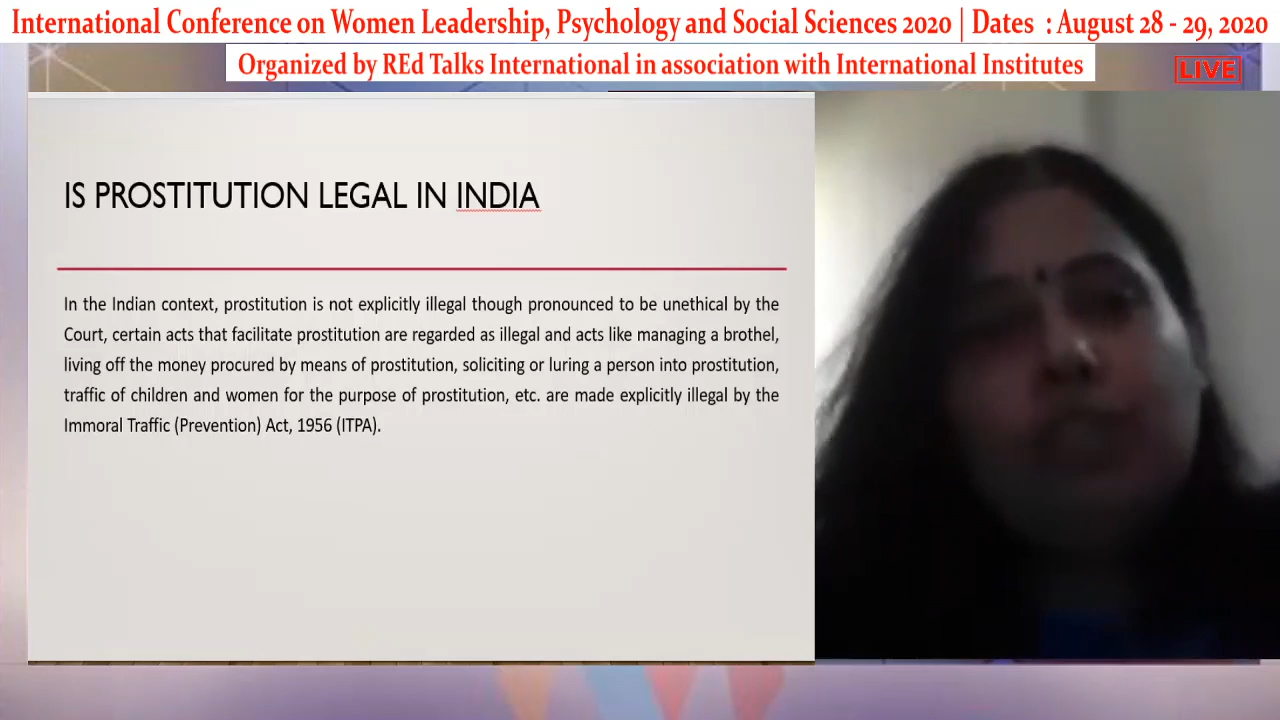 International Conference on Women Leadership, Psychology and Social Sciences 2020 | Dates : August 28 - 29, 2020
Organized by REd Talks International in association with International Institutes
LIVE
IS PROSTITUTION LEGAL IN INDIA
In the Indian context, prostitution is not explicitly illegal though pronounced to be unethical by the
Court, certain acts that facilitate prostitution are regarded as illegal and acts like managing a brothel,
living off the money procured by means of prostitution, soliciting or luring a person into prostitution,
traffic of children and women for the purpose of prostitution, etc. are made explicitly illegal by the
Immoral Traffic (Prevention) Act, 1956 (ITPA).